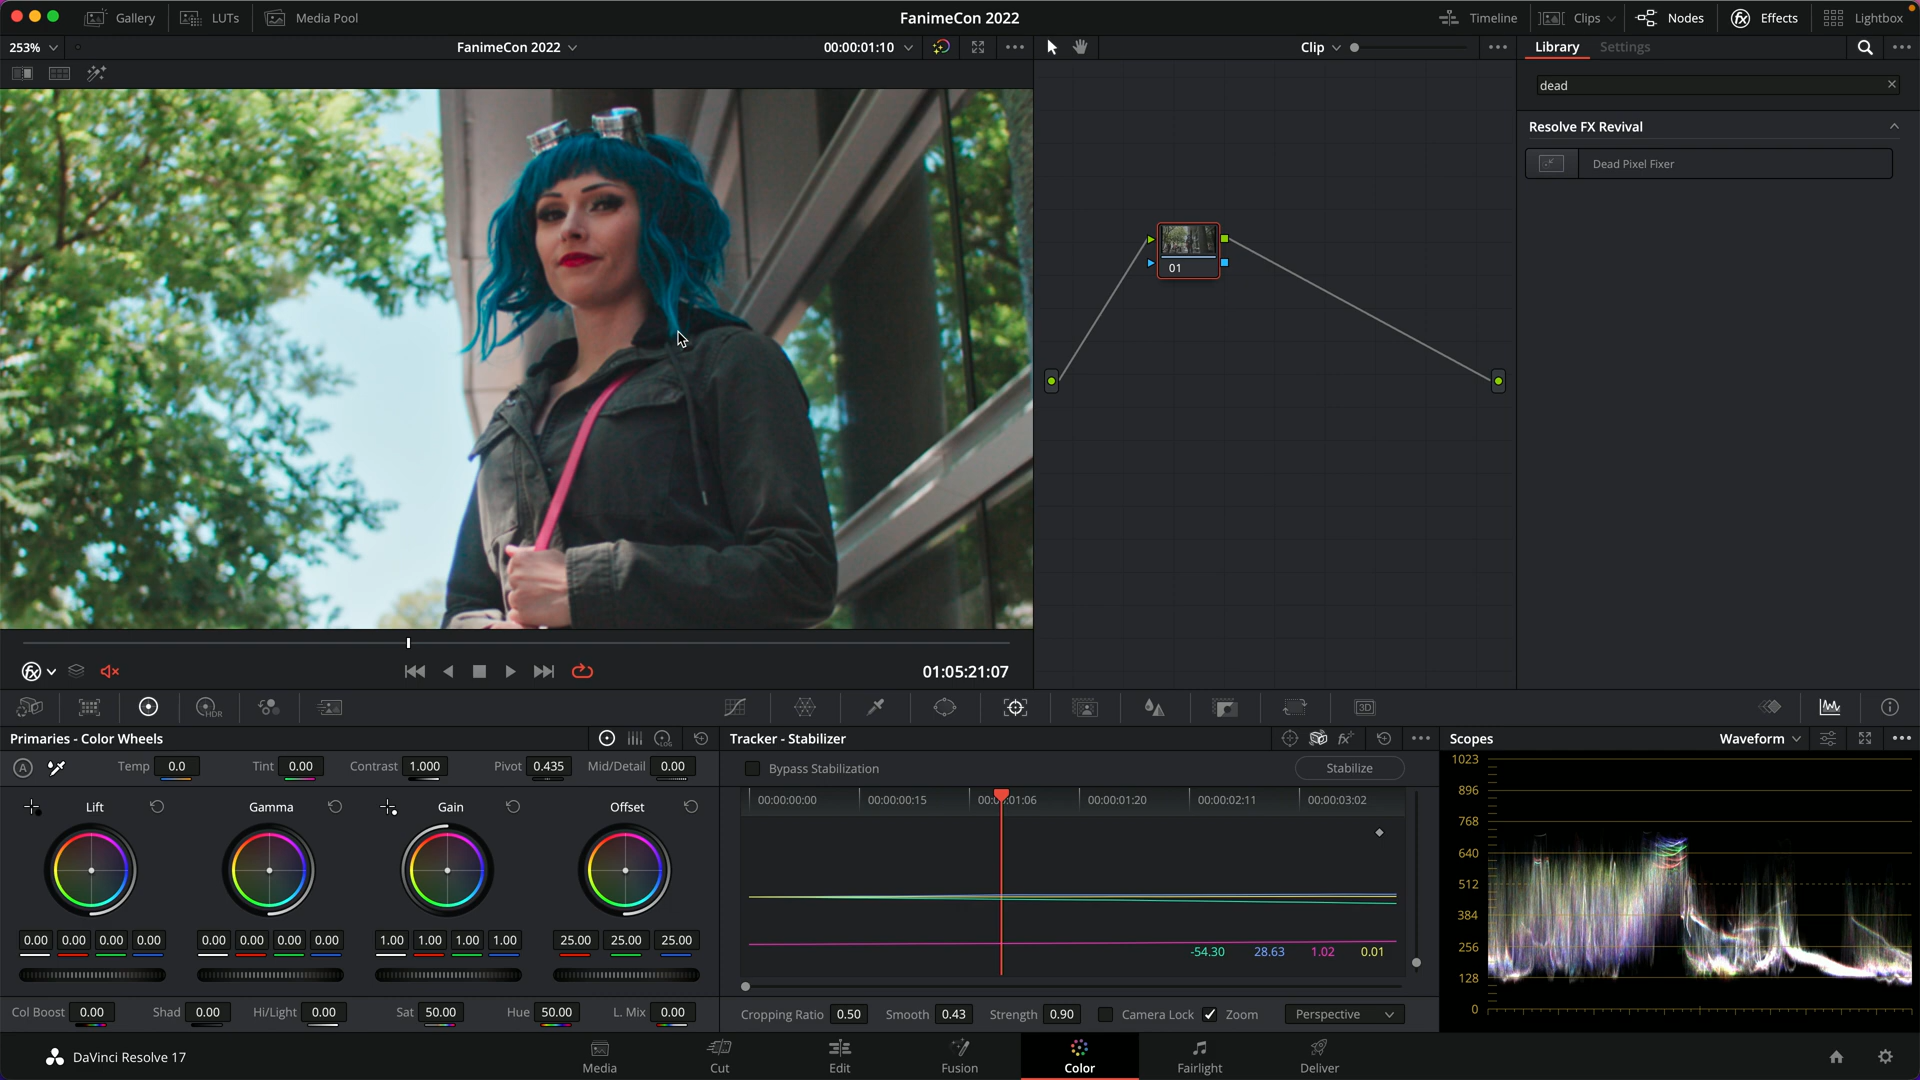 Gallery LUTs Media Pool FanimeCon 2022 Timeline Clips Nodes Effects Lightbox
253% FanimeCon 2022 00:00:01:10 Clip Library Settings
dead
Resolve FX Revival
Dead Pixel Fixer
01
01:05:21:07
HDR 3D
Primaries - Color Wheels LOG Tracker - Stabilizer fx Scopes Waveform
A Temp 0.0 Tint 0.00 Contrast 1.000 Pivot 0.435 Mid/Detail 0.00
Bypass Stabilization Stabilize
Lift Gamma Gain Offset
00:00:00:00 00:00:00:15 00:00:01:06 00:00:01:20 00:00:02:11 00:00:03:02
0.00 0.00 0.00 0.00 0.00 0.00 0.00 0.00 1.00 1.00 1.00 1.00 25.00 25.00 25.00
-54.30 28.63 1.02 0.01
Col Boost 0.00 Shad 0.00 Hi/Light 0.00 Sat 50.00 Hue 50.00 L. Mix 0.00
Cropping Ratio 0.50 Smooth 0.43 Strength 0.90 Camera Lock Zoom Perspective
1023
896
768
640
512
384
256
128
0
DaVinci Resolve 17
Media Cut Edit Fusion Color Fairlight Deliver